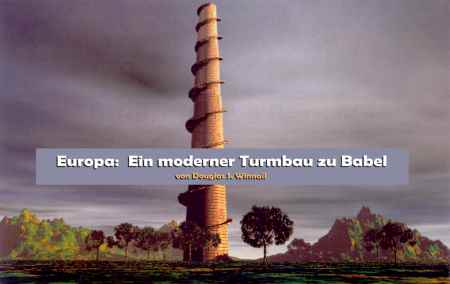 Europa: Ein moderner Turmbau zu Babel
von Douglas S. Winnail